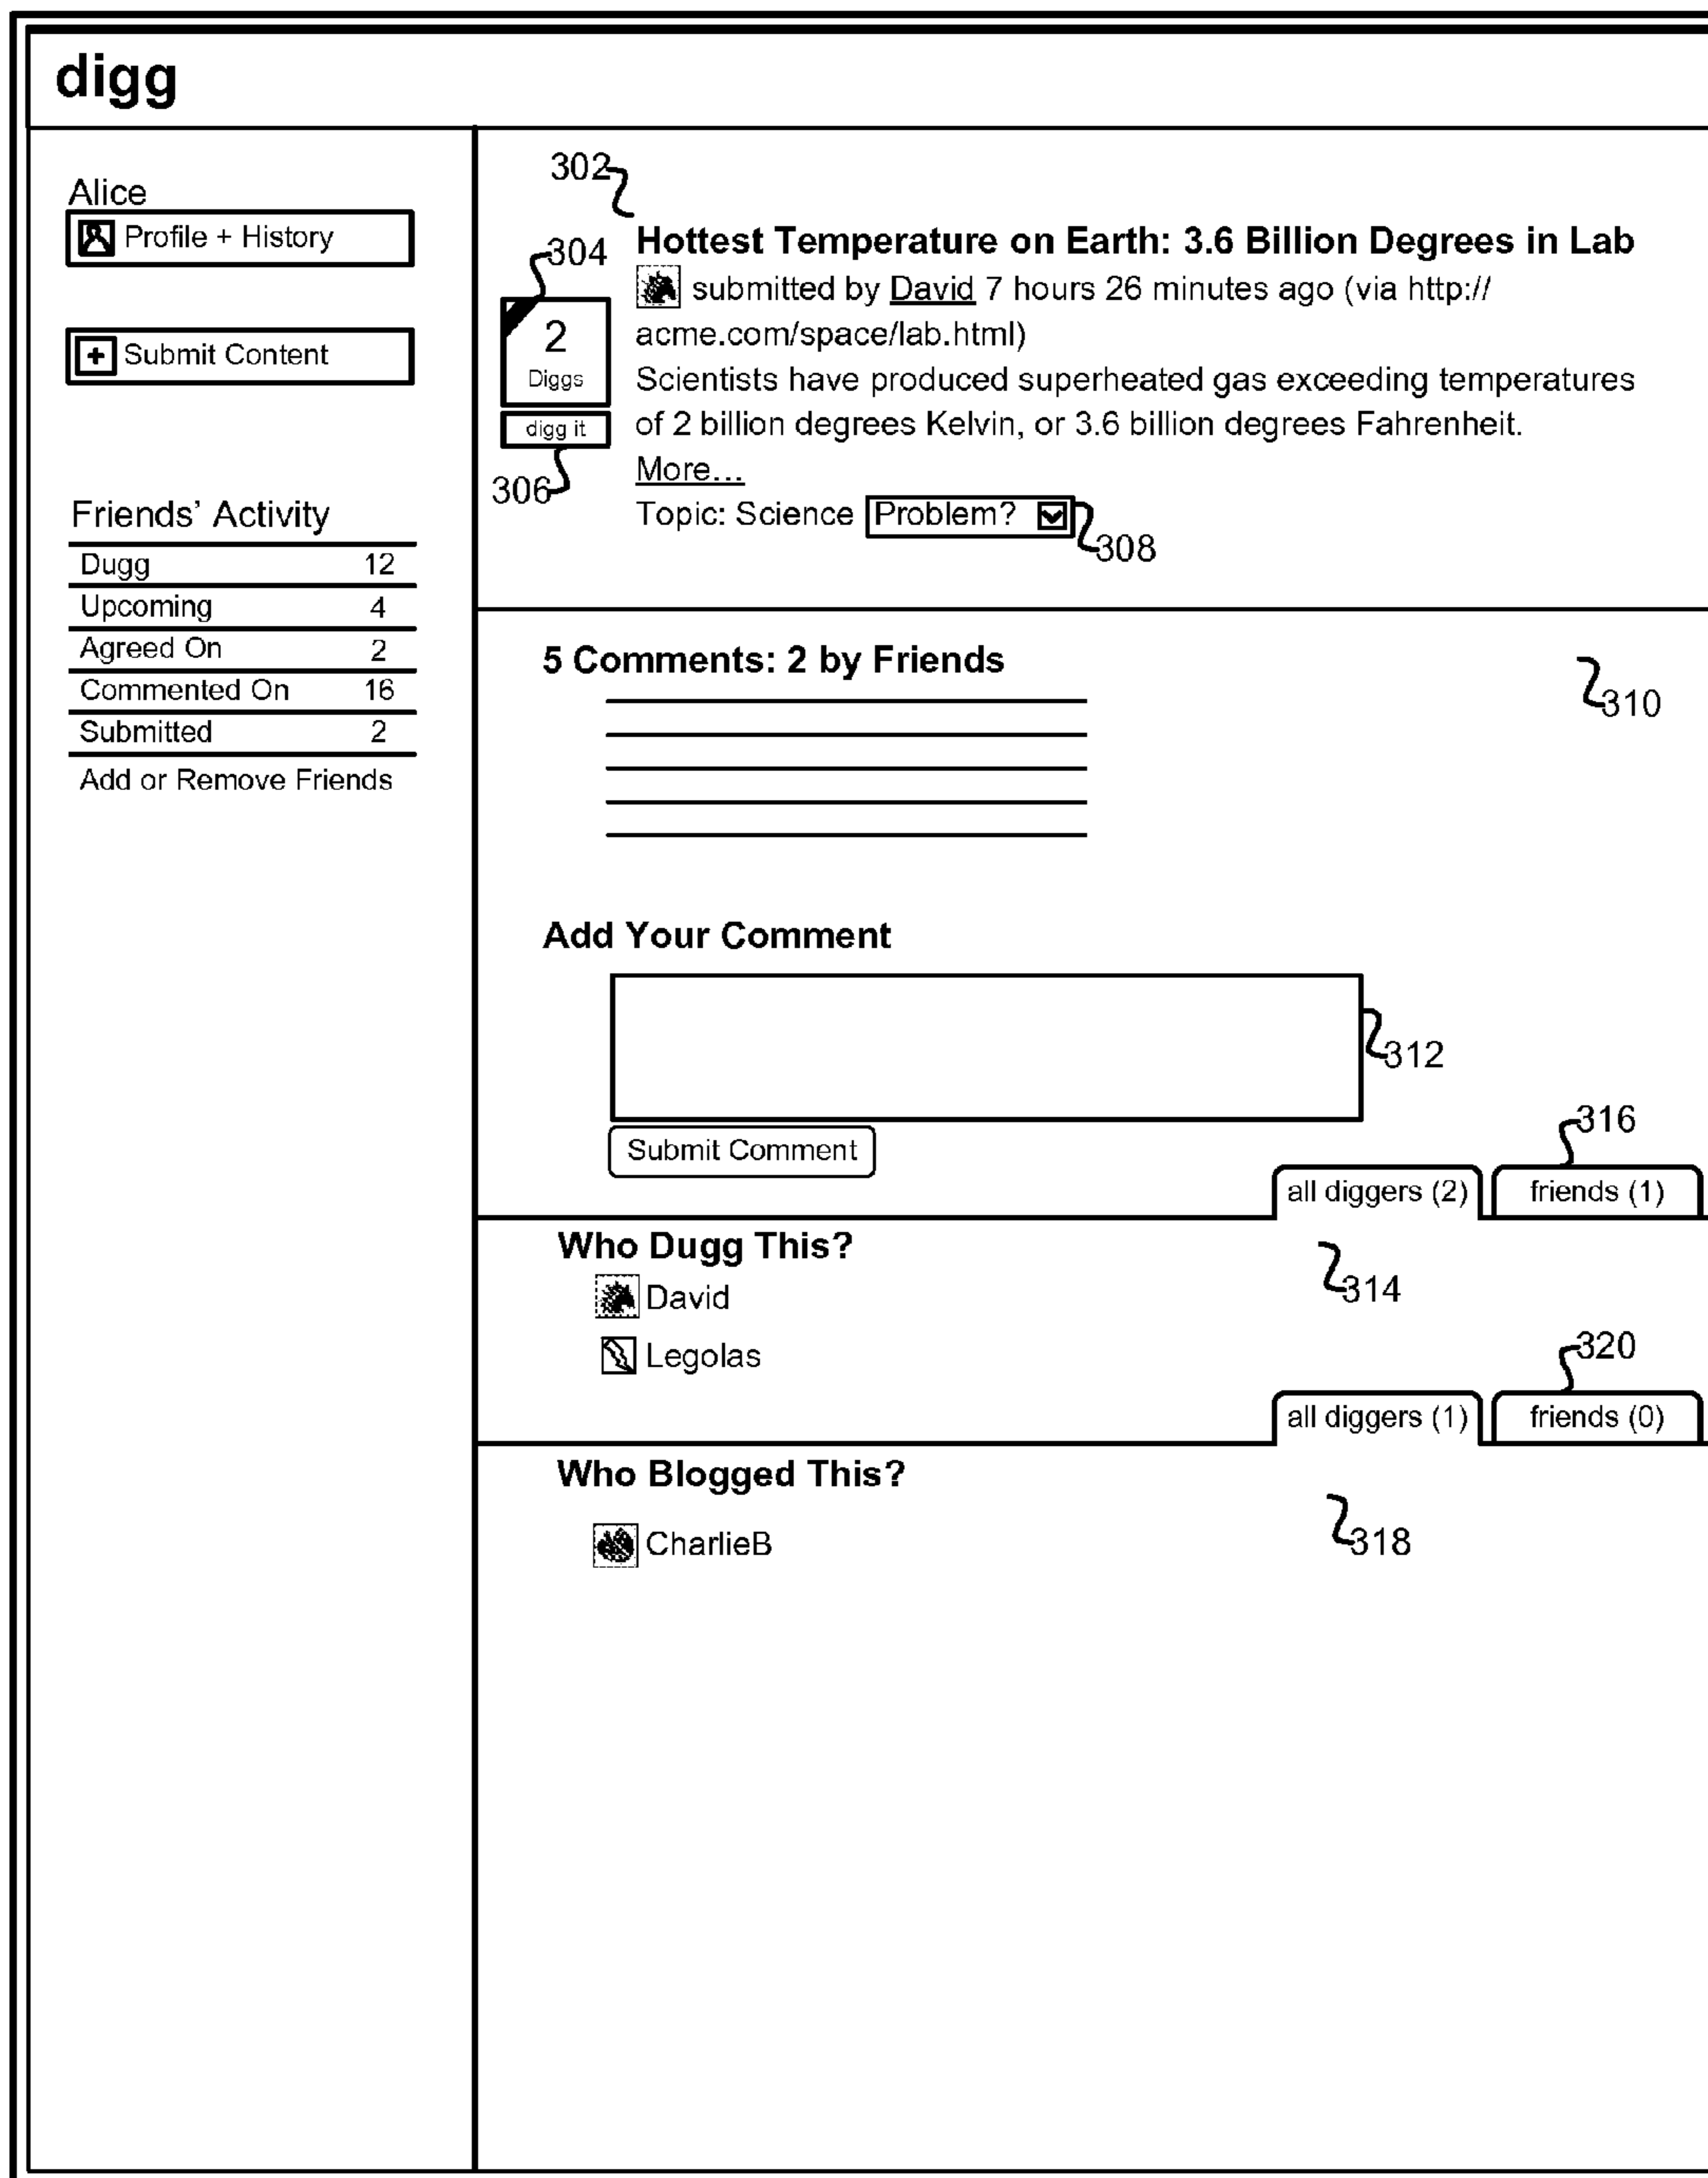 digg
Alice
Profile + History
Submit Content
Friends’ Activity
Dugg 12
Upcoming 4
Agreed On 2
Commented On 16
Submitted 2
Add or Remove Friends
302
304
Hottest Temperature on Earth: 3.6 Billion Degrees in Lab
submitted by David 7 hours 26 minutes ago (via http://
acme.com/space/lab.html)
2
Diggs
digg it
306
Scientists have produced superheated gas exceeding temperatures
of 2 billion degrees Kelvin, or 3.6 billion degrees Fahrenheit.
More...
Topic: Science Problem?
308
5 Comments: 2 by Friends
310
Add Your Comment
312
Submit Comment
316
all diggers (2) friends (1)
Who Dugg This?
314
David
Legolas
320
all diggers (1) friends (0)
Who Blogged This?
318
CharlieB